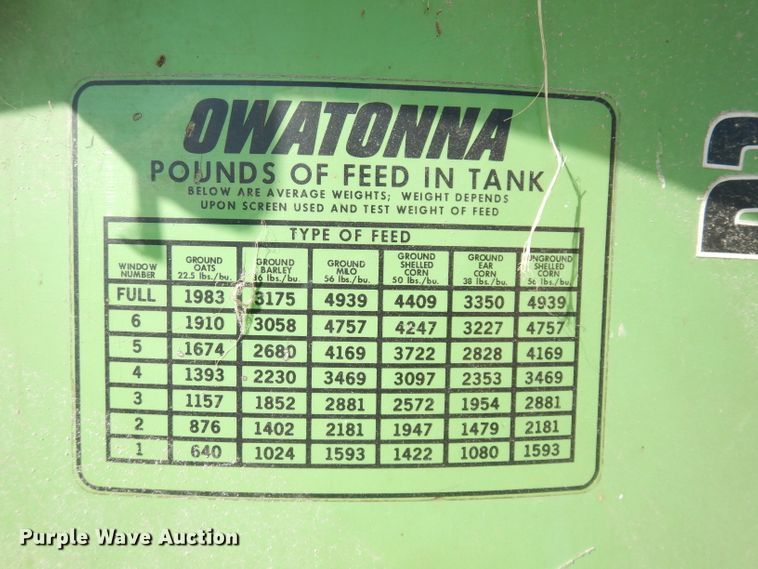 OWATONNA
POUNDS OF FEED IN TANK
BELOW ARE AVERAGE WEIGHTS; WEIGHT DEPENDS
UPON SCREEN USED AND TEST WEIGHT OF FEED
TYPE OF FEED
WINDOW NUMBER GROUND OATS 22.5 lbs./bu. GROUND BARLEY 36 lbs./bu. GROUND MILO 56 lbs./bu. GROUND SHELLED CORN 50 lbs./bu. GROUND EAR CORN 38 lbs./bu. UNGROUND SHELLED CORN 56 lbs./bu.
FULL 1983 3175 4939 4409 3350 4939
6 1910 3058 4757 4247 3227 4757
5 1674 2680 4169 3722 2828 4169
4 1393 2230 3469 3097 2353 3469
3 1157 1852 2881 2572 1954 2881
2 876 1402 2181 1947 1479 2181
1 640 1024 1593 1422 1080 1593
2
Purple Wave Auction